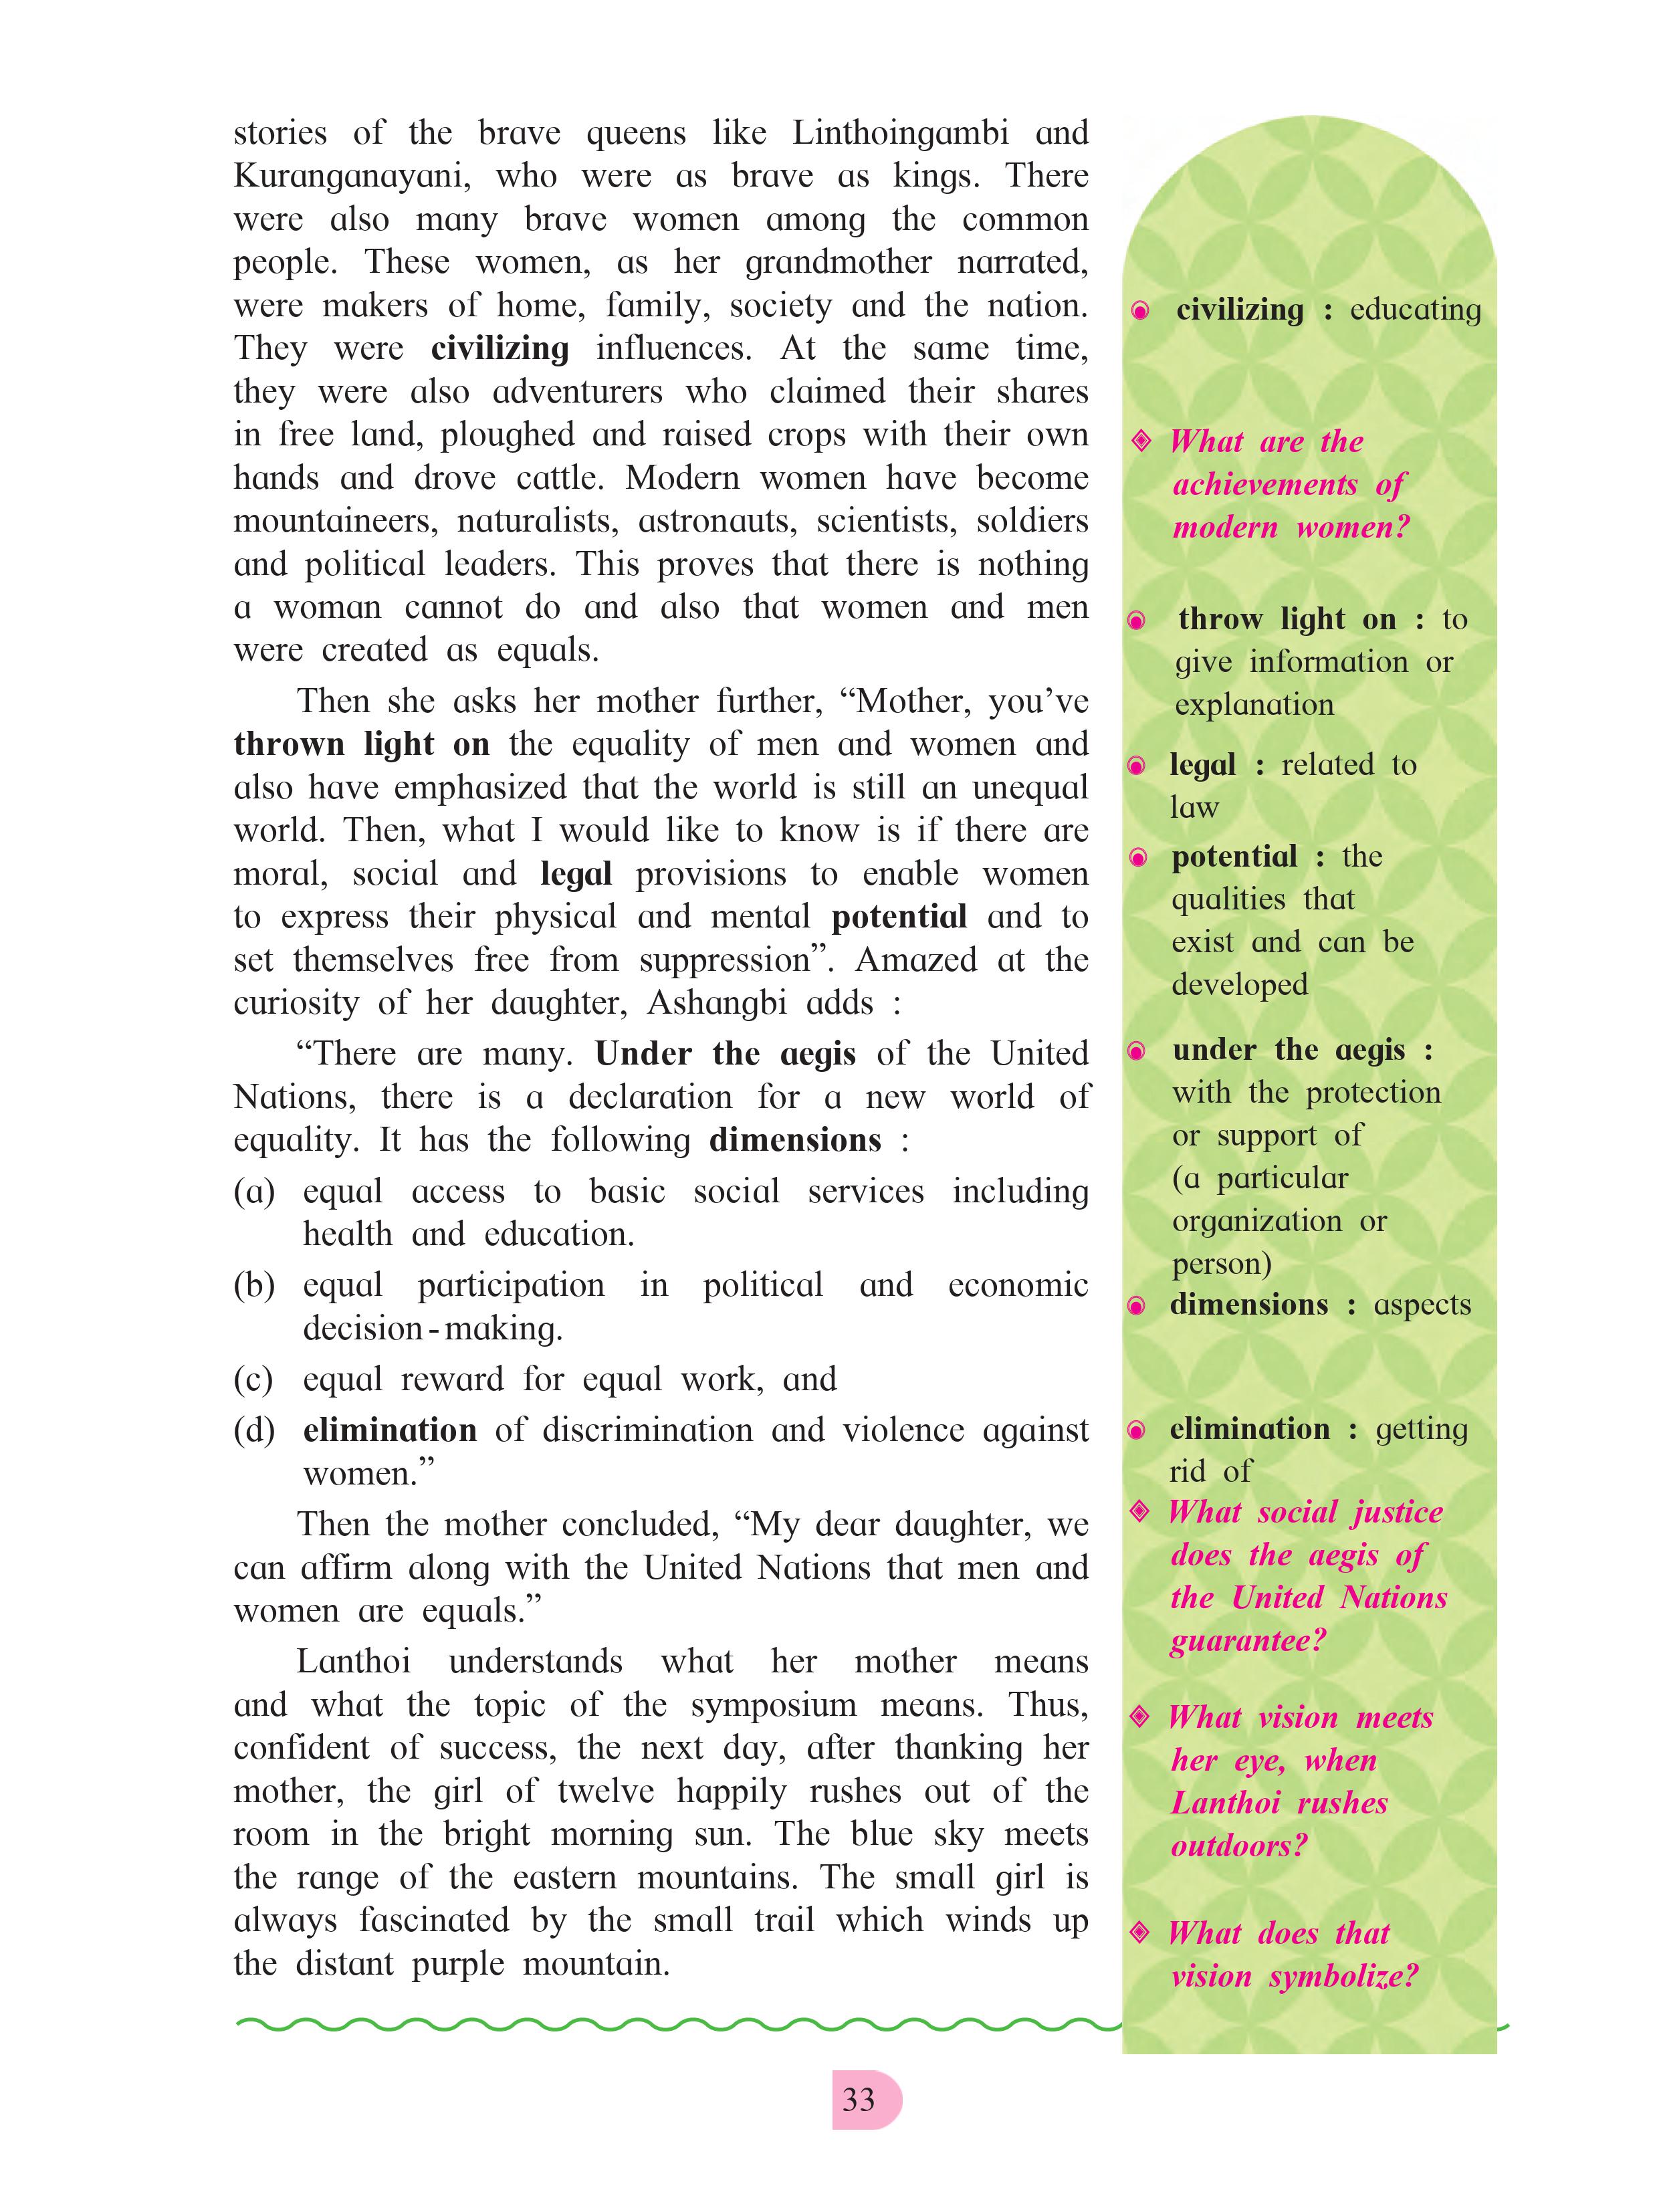 stories of the brave queens like Linthoingambi and
Kuranganayani, who were as brave as kings. There
were also many brave women among the common
people. These women, as her grandmother narrated,
were makers of home, family, society and the nation.
They were civilizing influences. At the same time,
they were also adventurers who claimed their shares
in free land, ploughed and raised crops with their own
hands and drove cattle. Modern women have become
mountaineers, naturalists, astronauts, scientists, soldiers
and political leaders. This proves that there is nothing
a woman cannot do and also that women and men
were created as equals.
Then she asks her mother further, “Mother, you’ve
thrown light on the equality of men and women and
also have emphasized that the world is still an unequal
world. Then, what I would like to know is if there are
moral, social and legal provisions to enable women
to express their physical and mental potential and to
set themselves free from suppression”. Amazed at the
curiosity of her daughter, Ashangbi adds :
“There are many. Under the aegis of the United
Nations, there is a declaration for a new world of
equality. It has the following dimensions :
(a) equal access to basic social services including
health and education.
(b) equal participation in political and economic
decision-making.
(c) equal reward for equal work, and
(d) elimination of discrimination and violence against
women.”
Then the mother concluded, “My dear daughter, we
can affirm along with the United Nations that men and
women are equals.”
Lanthoi understands what her mother means
and what the topic of the symposium means. Thus,
confident of success, the next day, after thanking her
mother, the girl of twelve happily rushes out of the
room in the bright morning sun. The blue sky meets
the range of the eastern mountains. The small girl is
always fascinated by the small trail which winds up
the distant purple mountain.
civilizing : educating
What are the
achievements of
modern women?
throw light on : to
give information or
explanation
legal : related to
law
potential : the
qualities that
exist and can be
developed
under the aegis :
with the protection
or support of
(a particular
organization or
person)
dimensions : aspects
elimination : getting
rid of
What social justice
does the aegis of
the United Nations
guarantee?
What vision meets
her eye, when
Lanthoi rushes
outdoors?
What does that
vision symbolize?
33